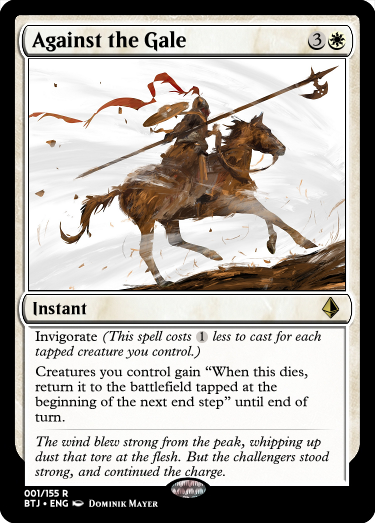 Against the Gale 3
Instant
Invigorate (This spell costs 1 less to cast for each
tapped creature you control.)
Creatures you control gain “When this dies,
return it to the battlefield tapped at the
beginning of the next end step” until end of
turn.
The wind blew strong from the peak, whipping up
dust that tore at the flesh. But the challengers stood
strong, and continued the charge.
001/155 R
BTJ • ENG Dominik Mayer